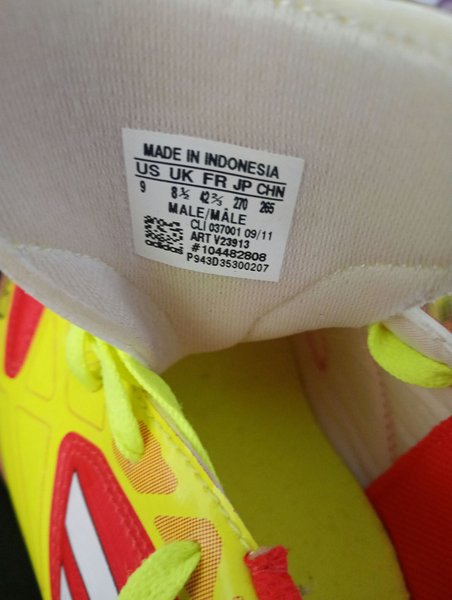 MADE IN INDONESIA
US UK FR JP CHN
9 8½ 42⅔ 270 265
MALE/MÂLE
CLI 037001 09/11
ART V23913
#104482808
P943D35300207